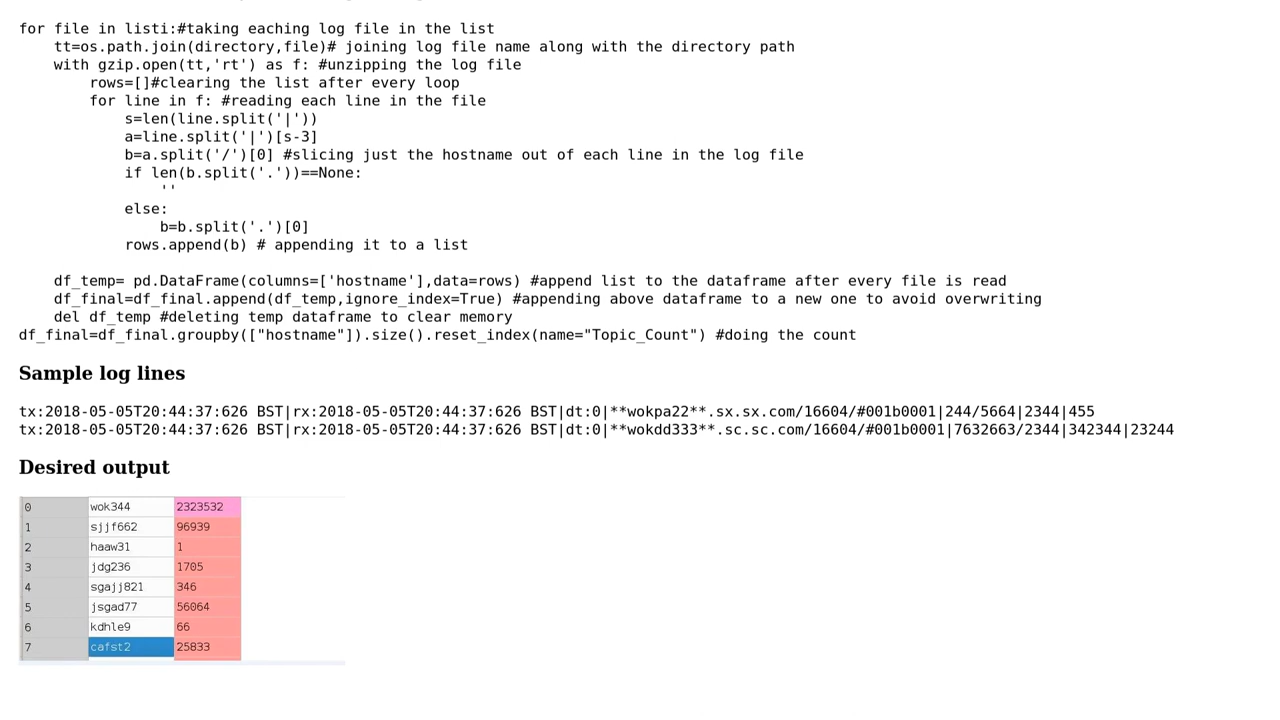 for file in listi:#taking eaching log file in the list
    tt=os.path.join(directory,file)# joining log file name along with the directory path
    with gzip.open(tt,'rt') as f: #unzipping the log file
        rows=[]#clearing the list after every loop
        for line in f: #reading each line in the file
            s=len(line.split('|'))
            a=line.split('|')[s-3]
            b=a.split('/')[0] #slicing just the hostname out of each line in the log file
            if len(b.split('.'))==None:
                ''
            else:
                b=b.split('.')[0]
            rows.append(b) # appending it to a list
    df_temp= pd.DataFrame(columns=['hostname'],data=rows) #append list to the dataframe after every file is read
    df_final=df_final.append(df_temp,ignore_index=True) #appending above dataframe to a new one to avoid overwriting
    del df_temp #deleting temp dataframe to clear memory
df_final=df_final.groupby(["hostname"]).size().reset_index(name="Topic_Count") #doing the count
Sample log lines
tx:2018-05-05T20:44:37:626 BST|rx:2018-05-05T20:44:37:626 BST|dt:0|**wokpa22**.sx.sx.com/16604/#001b0001|244/5664|2344|455
tx:2018-05-05T20:44:37:626 BST|rx:2018-05-05T20:44:37:626 BST|dt:0|**wokdd333**.sc.sc.com/16604/#001b0001|7632663/2344|342344|23244
Desired output
0 wok344 2323532
1 sjjf662 96939
2 haaw31 1
3 jdg236 1705
4 sgajj821 346
5 jsgad77 56064
6 kdhle9 66
7 cafst2 25833